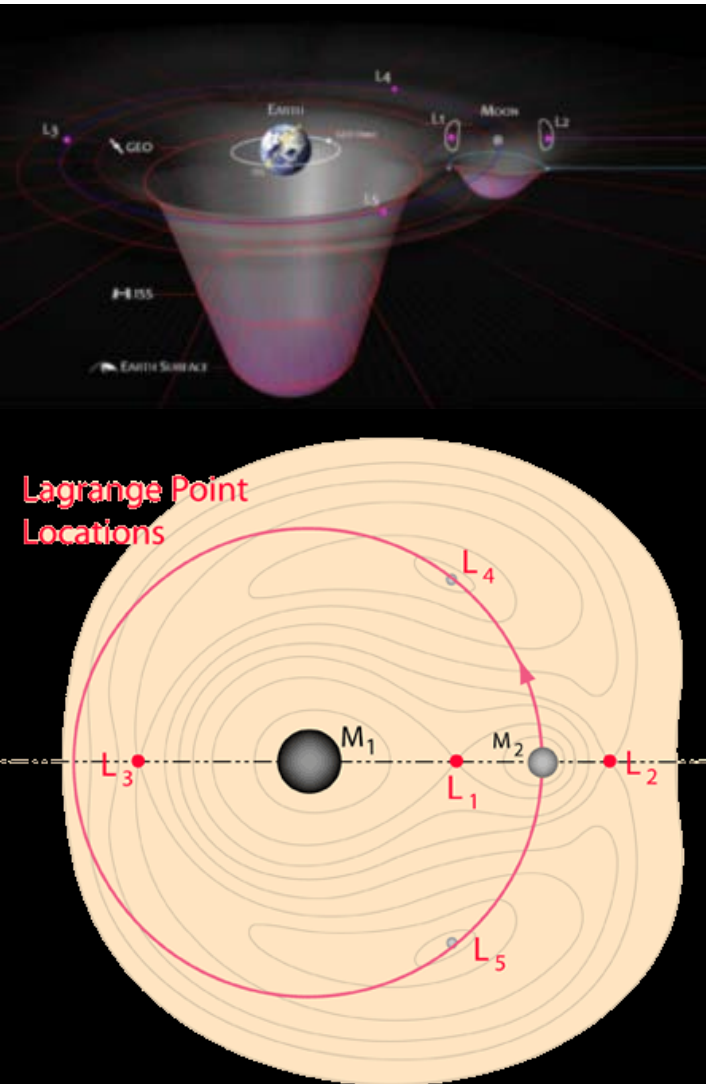 L4
EARTH
L1
MOON
L2
L3
GEO
L5
ISS
EARTH SURFACE
Lagrange Point
Locations
L4
M1
M2
L3
L1
L2
L5